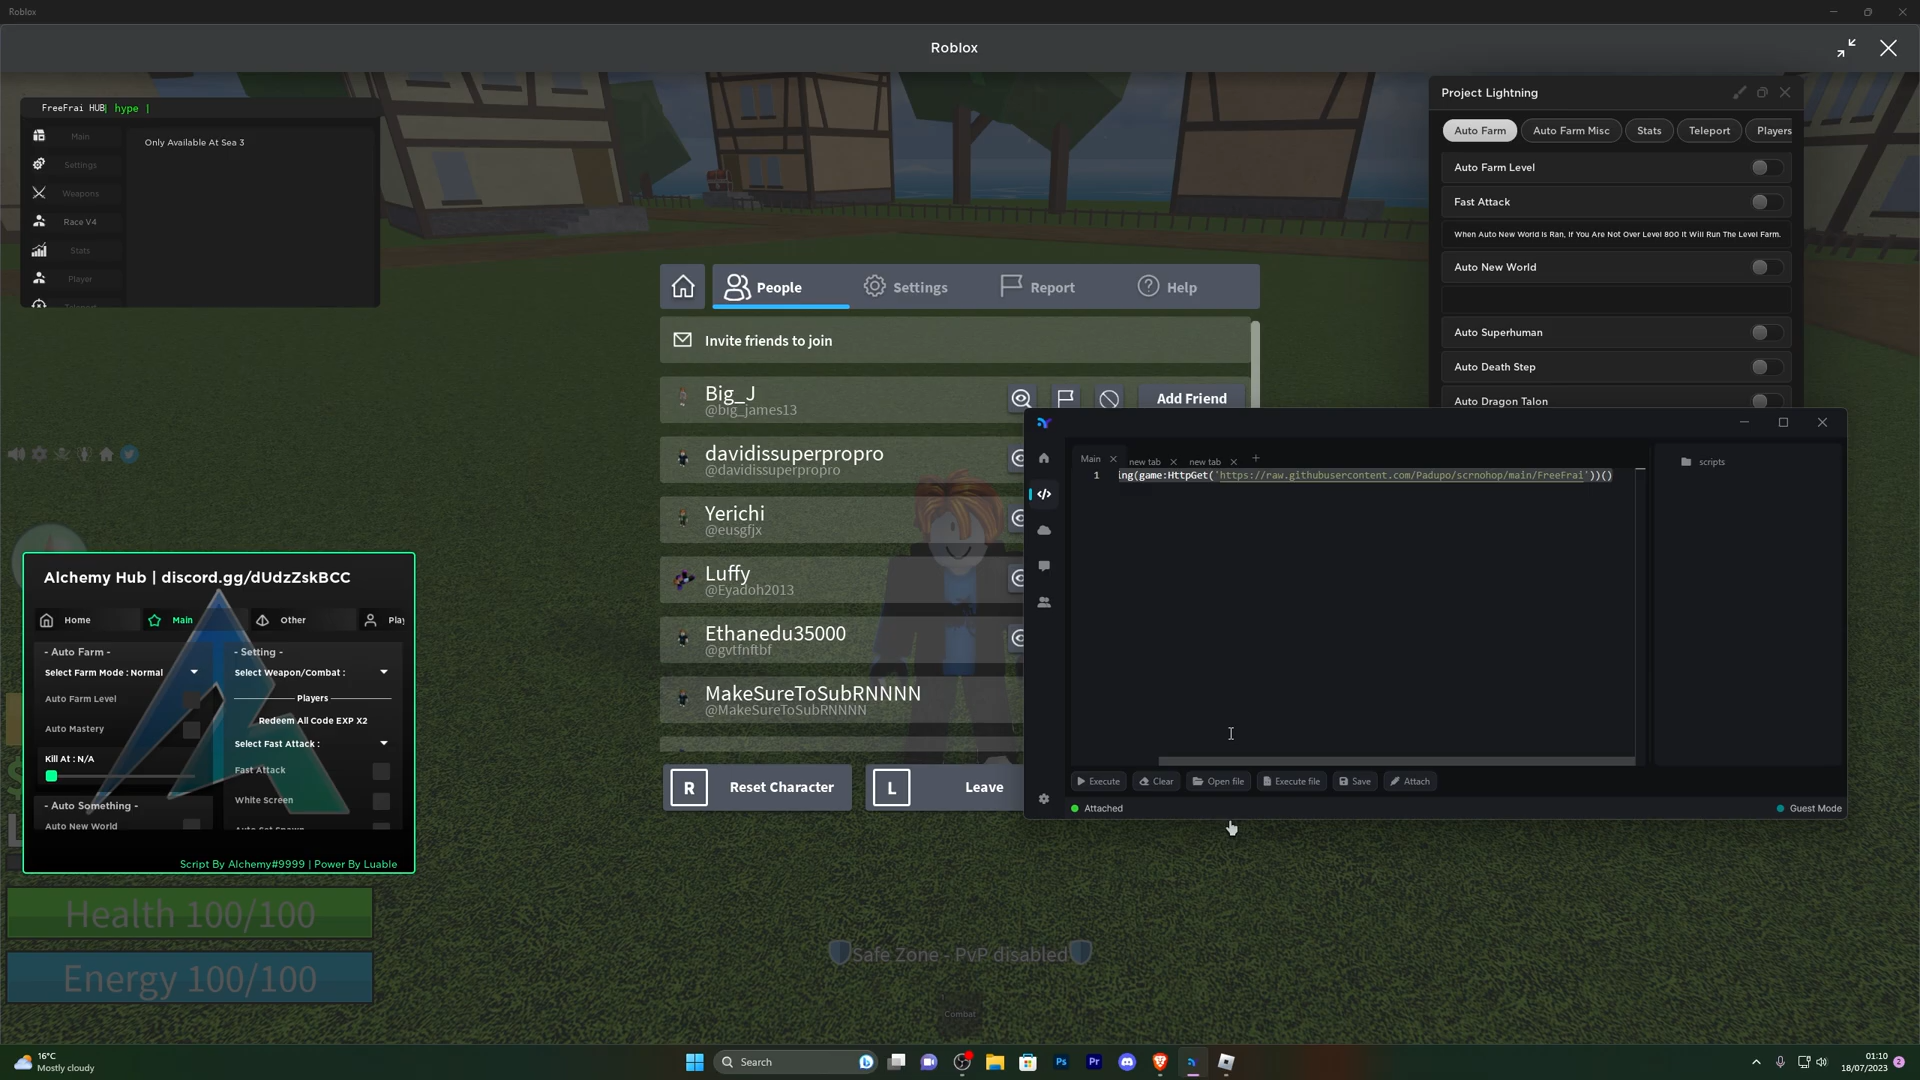 Roblox
Roblox
FreeFrai HUB| hype |
Main
Only Available At Sea 3
Settings
Weapons
Race V4
Stats
Player
Teleport
Project Lightning
Auto Farm
Auto Farm Misc
Stats
Teleport
Players
Auto Farm Level
Fast Attack
When Auto New World Is Ran, If You Are Not Over Level 800 It Will Run The Level Farm.
Auto New World
Auto Superhuman
Auto Death Step
Auto Dragon Talon
People
Settings
Report
Help
Invite friends to join
Big_J
@big_james13
Add Friend
davidissuperpropro
@davidissuperpropro
Yerichi
@eusgfjx
Luffy
@Eyadoh2013
Ethanedu35000
@gvtfnftbf
MakeSureToSubRNNNN
@MakeSureToSubRNNNN
R
Reset Character
L
Leave
Main
new tab
new tab
scripts
1
ing(game:HttpGet('https://raw.githubusercontent.com/Padupo/scrnohop/main/FreeFrai'))()
Execute
Clear
Open file
Execute file
Save
Attach
Attached
Guest Mode
Alchemy Hub | discord.gg/dUdzZskBCC
Home
Main
Other
Play
- Auto Farm -
- Setting -
Select Farm Mode : Normal
Select Weapon/Combat :
Auto Farm Level
Players
Redeem All Code EXP X2
Auto Mastery
Select Fast Attack :
Kill At : N/A
Fast Attack
White Screen
- Auto Something -
Auto New World
Auto Set Spawn
Script By Alchemy#9999 | Power By Luable
Health 100/100
Energy 100/100
Safe Zone - PvP disabled
Combat
16°C
Mostly cloudy
Search
Ps
Pr
01:10
18/07/2023
2